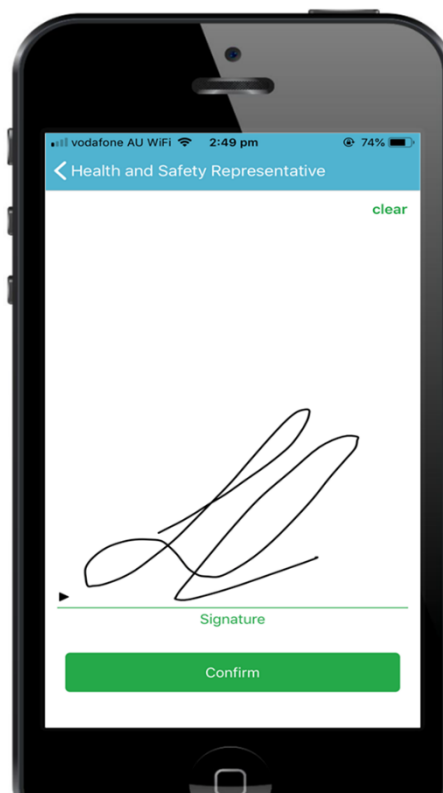 vodafone AU WiFi 2:49 pm 74%
Health and Safety Representative
clear
Signature
Confirm